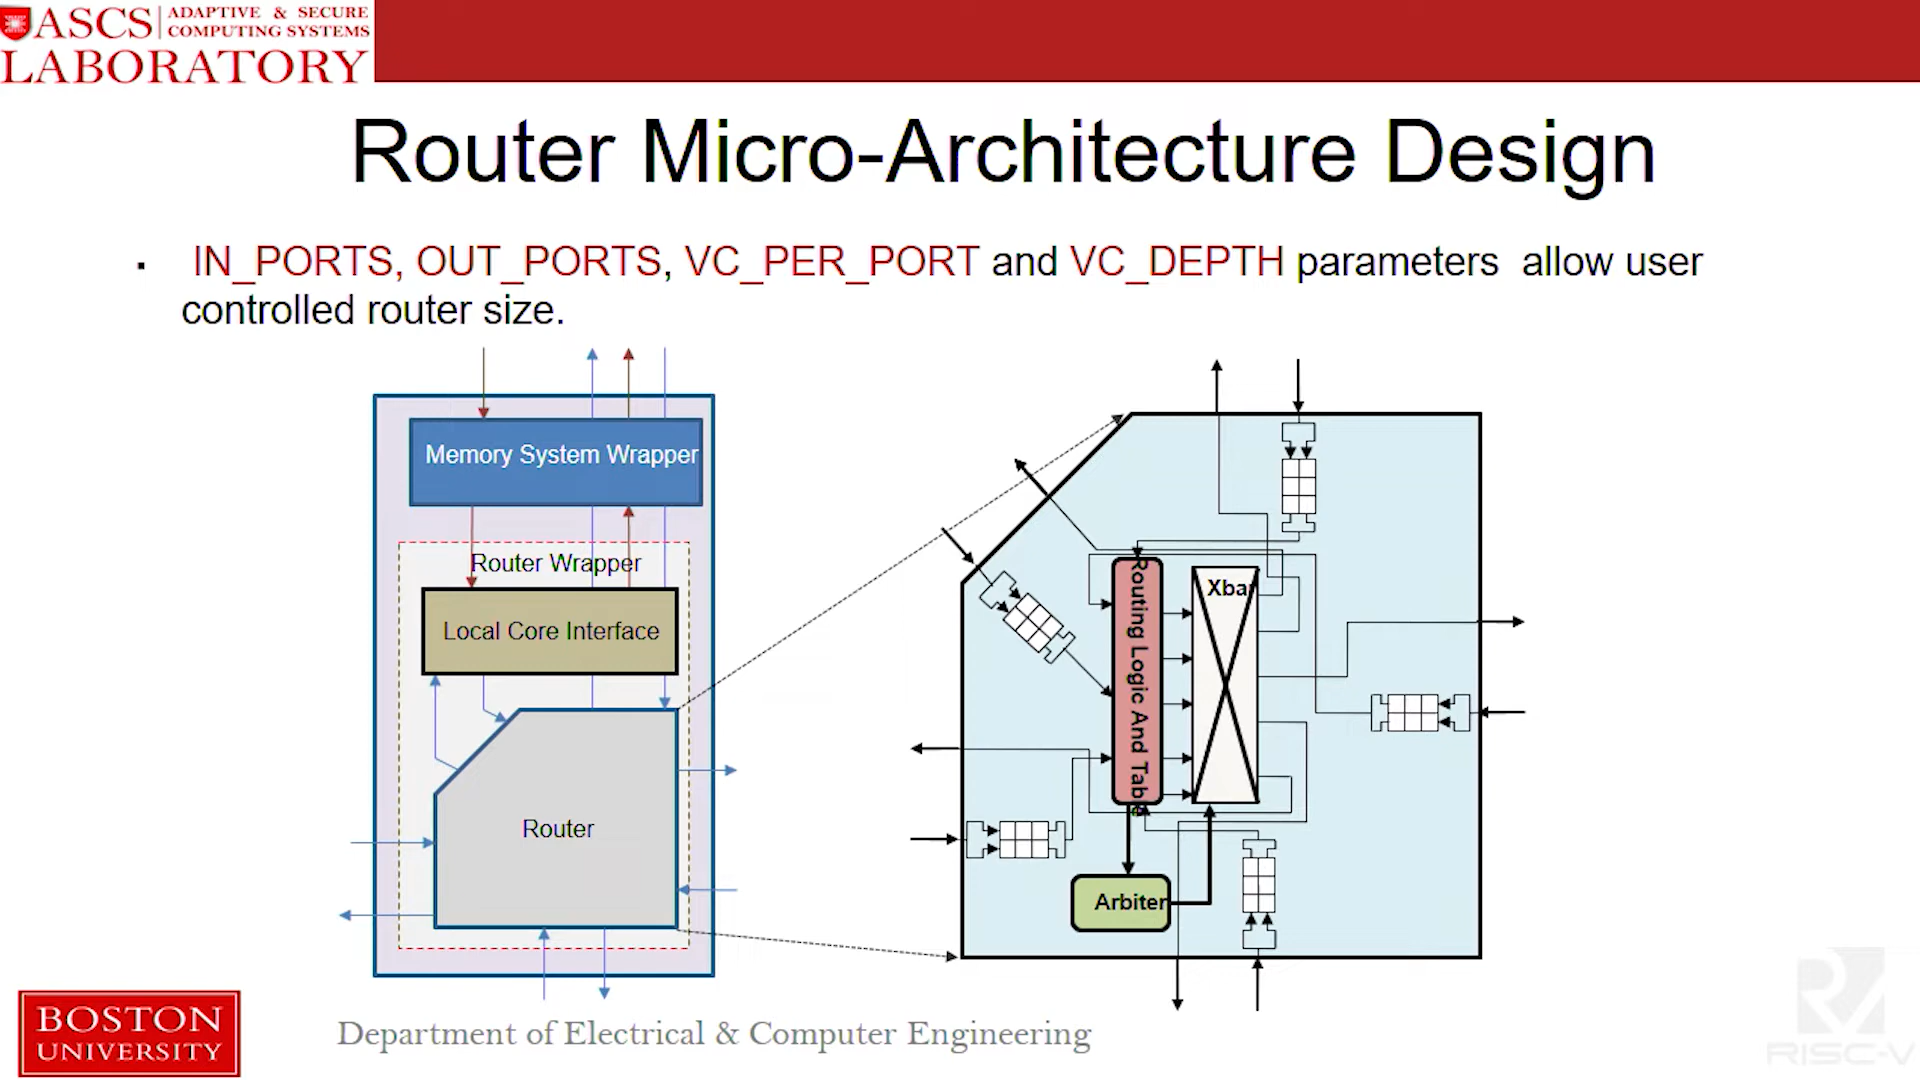 ASCS ADAPTIVE & SECURE
COMPUTING SYSTEMS
LABORATORY
Router Micro-Architecture Design
▪ IN_PORTS, OUT_PORTS, VC_PER_PORT and VC_DEPTH parameters allow user
controlled router size.
Memory System Wrapper
Router Wrapper
Local Core Interface
Router
Routing Logic And Table
Xbar
Arbiter
BOSTON
UNIVERSITY
Department of Electrical & Computer Engineering
RISC-V